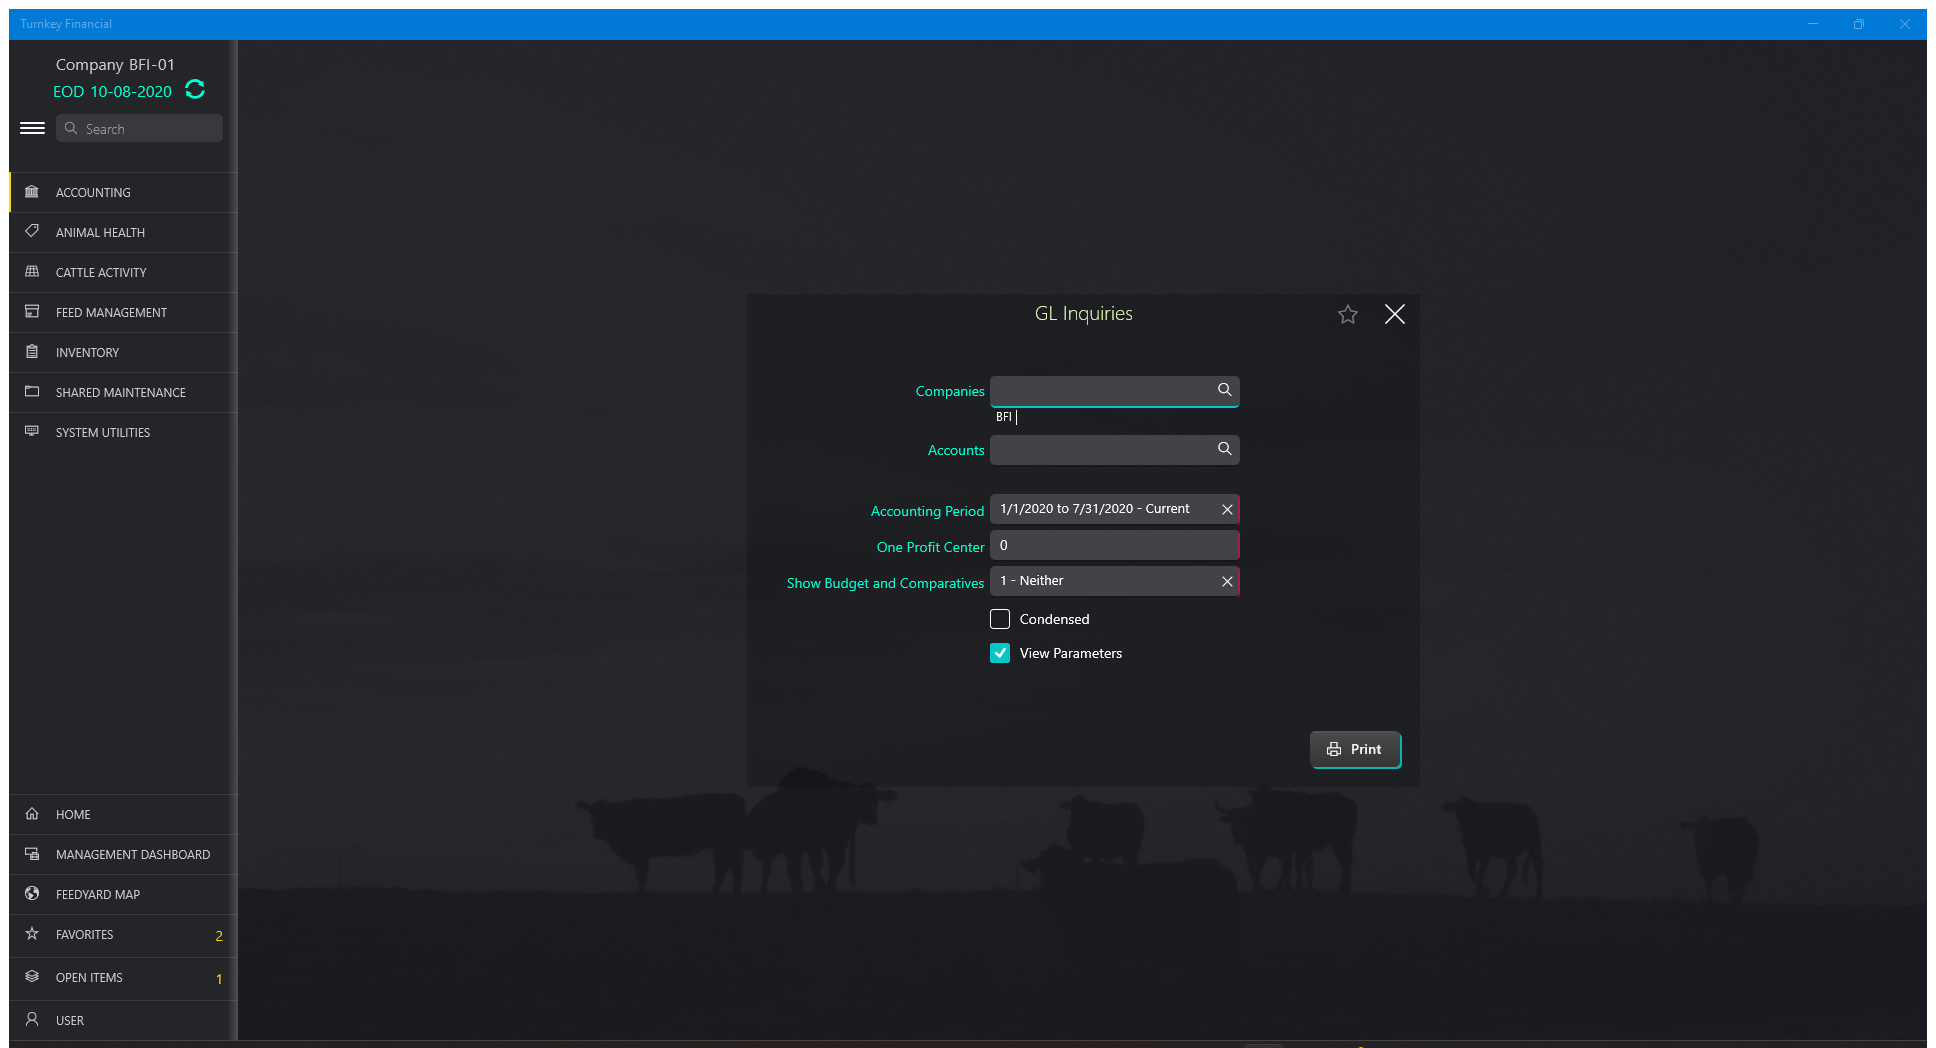 Turnkey Financial
Company BFI-01
EOD 10-08-2020
Search
ACCOUNTING
ANIMAL HEALTH
CATTLE ACTIVITY
FEED MANAGEMENT
INVENTORY
SHARED MAINTENANCE
SYSTEM UTILITIES
HOME
MANAGEMENT DASHBOARD
FEEDYARD MAP
FAVORITES 2
OPEN ITEMS 1
USER
GL Inquiries
Companies
BFI |
Accounts
Accounting Period 1/1/2020 to 7/31/2020 - Current
One Profit Center 0
Show Budget and Comparatives 1 - Neither
Condensed
View Parameters
Print